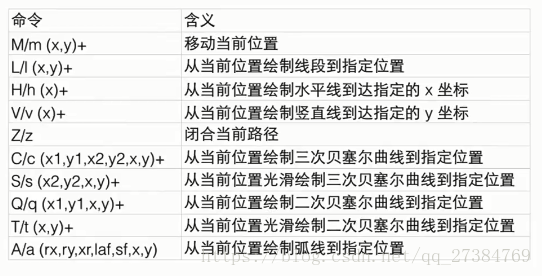 命令 含义
M/m (x,y)+ 移动当前位置
L/l (x,y)+ 从当前位置绘制线段到指定位置
H/h (x)+ 从当前位置绘制水平线到达指定的 x 坐标
V/v (x)+ 从当前位置绘制竖直线到达指定的 y 坐标
Z/z 闭合当前路径
C/c (x1,y1,x2,y2,x,y)+ 从当前位置绘制三次贝塞尔曲线到指定位置
S/s (x2,y2,x,y)+ 从当前位置光滑绘制三次贝塞尔曲线到指定位置
Q/q (x1,y1,x,y)+ 从当前位置绘制二次贝塞尔曲线到指定位置
T/t (x,y)+ 从当前位置光滑绘制二次贝塞尔曲线到指定位置
A/a (rx,ry,xr,laf,sf,x,y) 从当前位置绘制弧线到指定位置
https://blog.csdn.net/qq_27384769